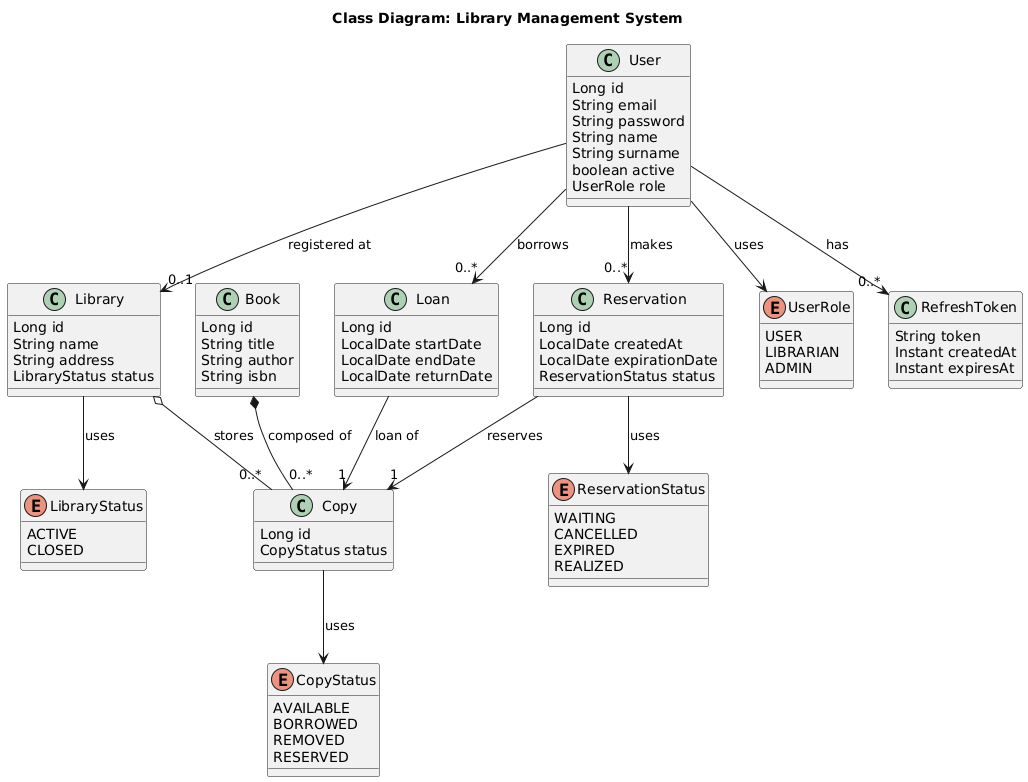 Class Diagram: Library Management System
C User
Long id
String email
String password
String name
String surname
boolean active
UserRole role
registered at
borrows
makes
uses
has
0..1
0..*
0..*
0..*
C Library
Long id
String name
String address
LibraryStatus status
C Book
Long id
String title
String author
String isbn
C Loan
Long id
LocalDate startDate
LocalDate endDate
LocalDate returnDate
C Reservation
Long id
LocalDate createdAt
LocalDate expirationDate
ReservationStatus status
E UserRole
USER
LIBRARIAN
ADMIN
C RefreshToken
String token
Instant createdAt
Instant expiresAt
uses
stores
composed of
loan of
reserves
uses
0..*
0..*
1
1
E LibraryStatus
ACTIVE
CLOSED
C Copy
Long id
CopyStatus status
E ReservationStatus
WAITING
CANCELLED
EXPIRED
REALIZED
uses
E CopyStatus
AVAILABLE
BORROWED
REMOVED
RESERVED